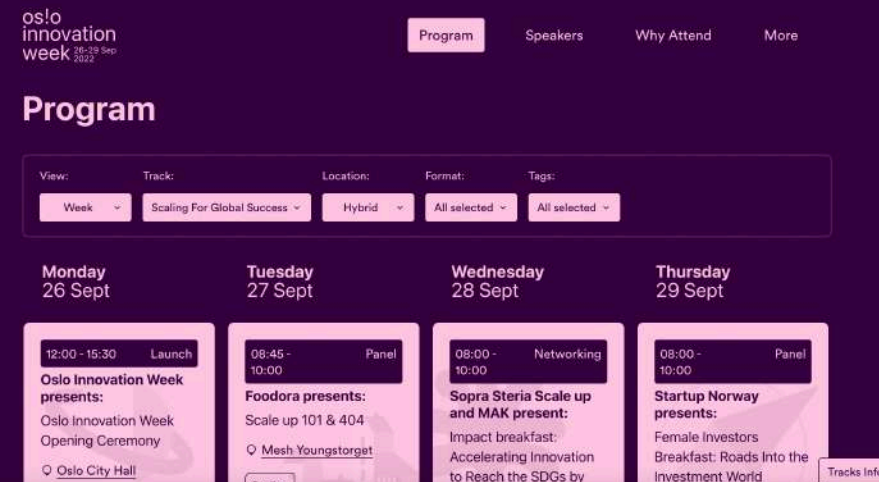 os!o
innovation
week 26-29 Sep
2022
Program
Speakers
Why Attend
More
Program
View:
Track:
Location:
Format:
Tags:
Week
Scaling For Global Success
Hybrid
All selected
All selected
Monday
26 Sept
Tuesday
27 Sept
Wednesday
28 Sept
Thursday
29 Sept
12:00 - 15:30 Launch
Oslo Innovation Week
presents:
Oslo Innovation Week
Opening Ceremony
Oslo City Hall
08:45 - Panel
10:00
Foodora presents:
Scale up 101 & 404
Mesh Youngstorget
08:00 - Networking
10:00
Sopra Steria Scale up
and MAK present:
Impact breakfast:
Accelerating Innovation
to Reach the SDGs by
08:00 - Panel
10:00
Startup Norway
presents:
Female Investors
Breakfast: Roads Into the
Investment World
Tracks Info